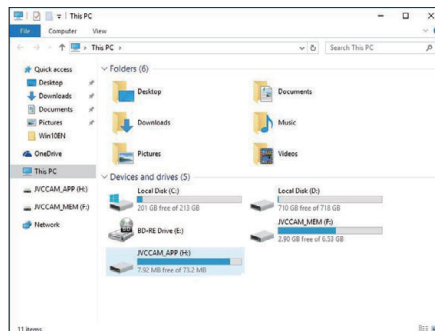 This PC
File Computer View
This PC
Search This PC
Quick access
Desktop
Downloads
Documents
Pictures
Win10EN
OneDrive
This PC
JVCCAM_APP (H:)
JVCCAM_MEM (F:)
Network
Folders (6)
Desktop
Documents
Downloads
Music
Pictures
Videos
Devices and drives (5)
Local Disk (C:)
201 GB free of 213 GB
Local Disk (D:)
710 GB free of 718 GB
BD-RE Drive (E:)
JVCCAM_MEM (F:)
2.90 GB free of 6.53 GB
JVCCAM_APP (H:)
7.92 MB free of 73.2 MB
11 items